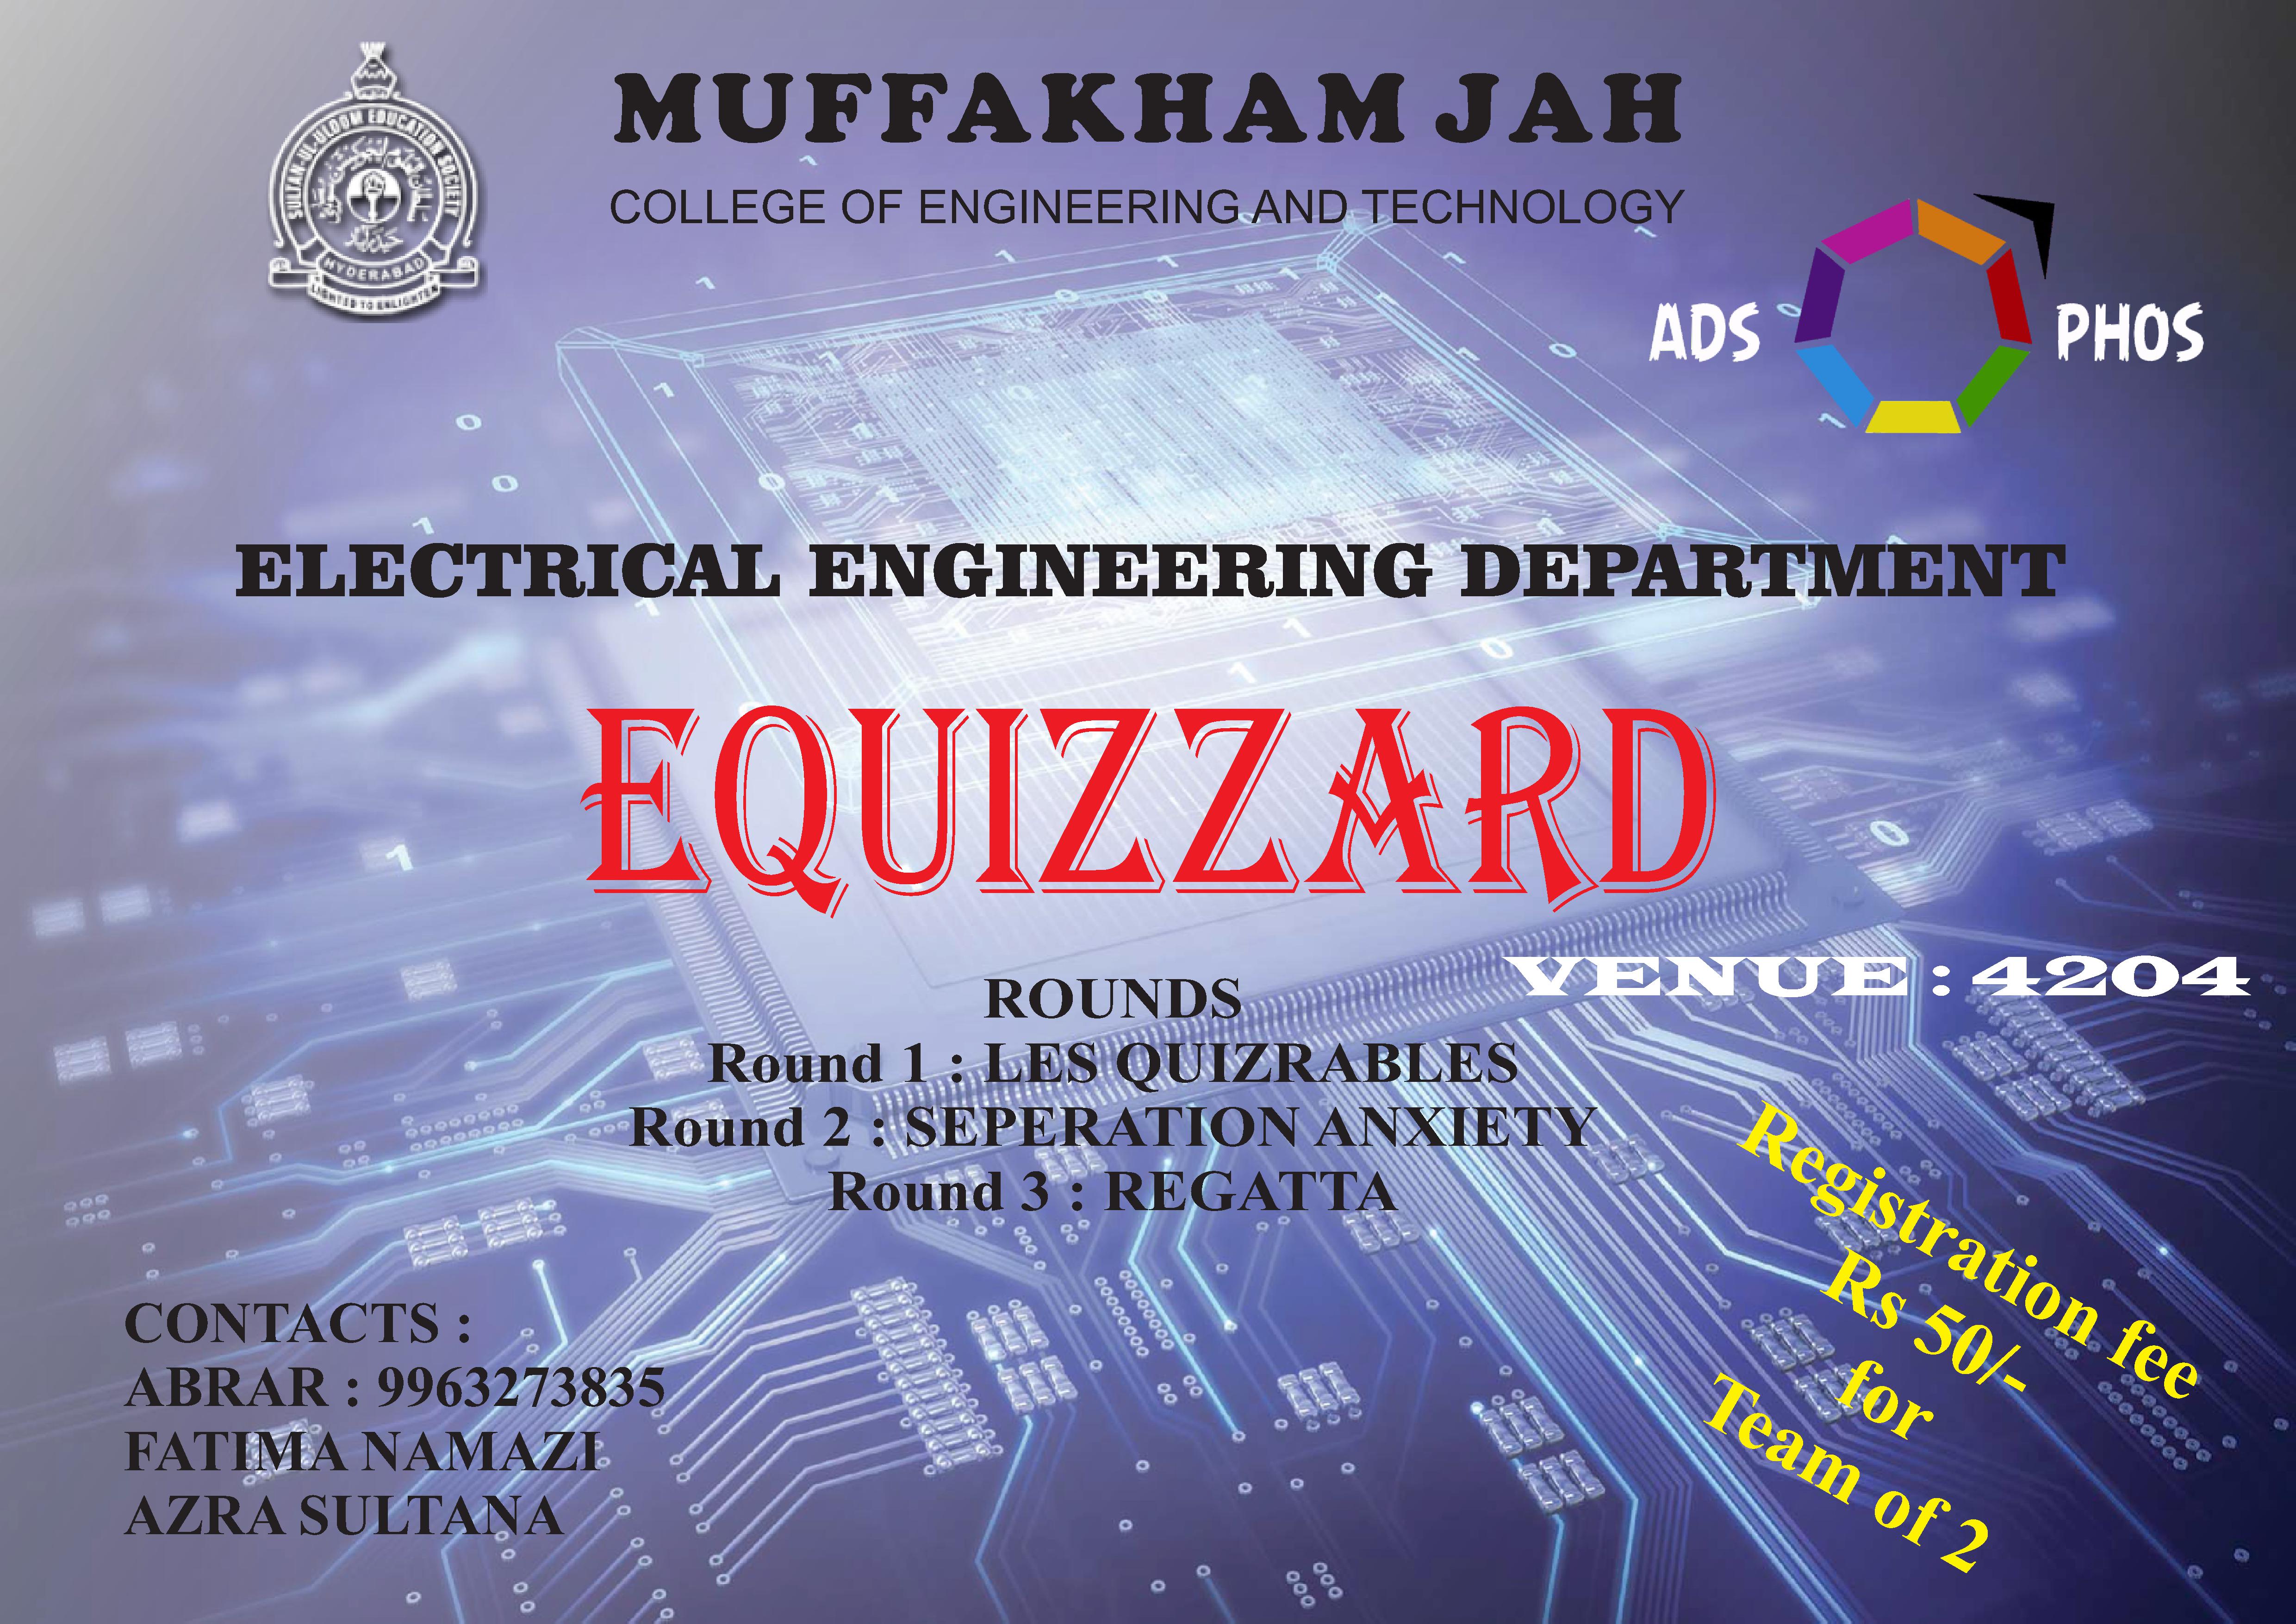 MUFFAKHAM JAH
COLLEGE OF ENGINEERING AND TECHNOLOGY
SULTAN-UL-ULOOM EDUCATION SOCIETY
HYDERABAD
LIGHTED TO ENLIGHTEN
ADS PHOS
ELECTRICAL ENGINEERING DEPARTMENT
EQUIZZARD
VENUE : 4204
ROUNDS
Round 1 : LES QUIZRABLES
Round 2 : SEPERATION ANXIETY
Round 3 : REGATTA
Registration fee
Rs 50/-
for
Team of 2
CONTACTS :
ABRAR : 9963273835
FATIMA NAMAZI
AZRA SULTANA